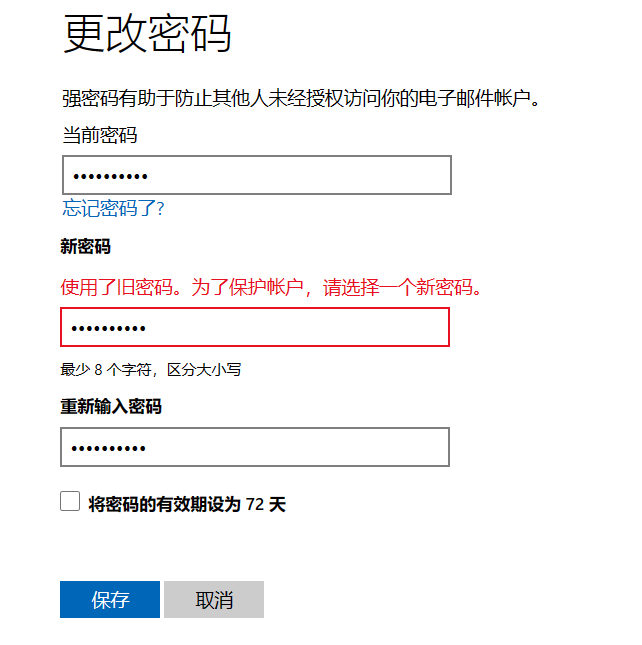 更改密码
强密码有助于防止其他人未经授权访问你的电子邮件帐户。
当前密码
••••••••••
忘记密码了?
新密码
使用了旧密码。为了保护帐户，请选择一个新密码。
••••••••••
最少 8 个字符，区分大小写
重新输入密码
••••••••••
将密码的有效期设为 72 天
保存 取消